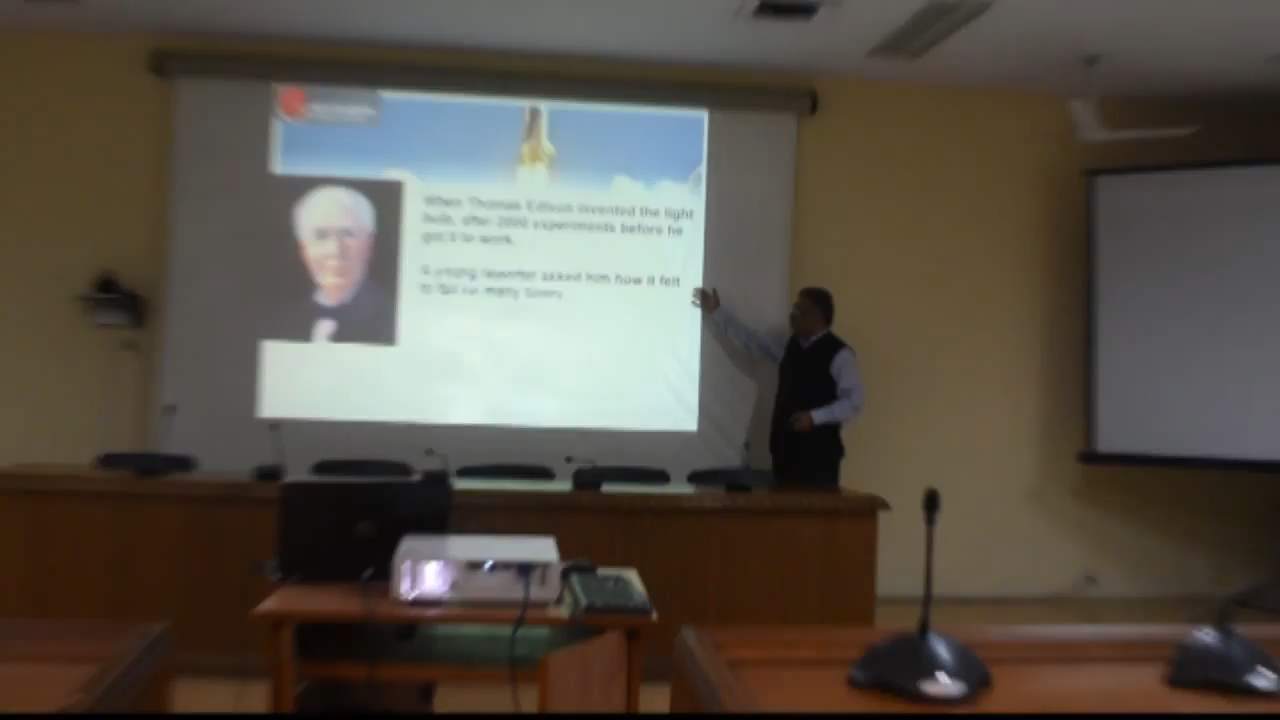 When Thomas Edison invented the light
bulb, after 2000 experiments before he
got it to work.
A young reporter asked him how it felt
to fail so many times.